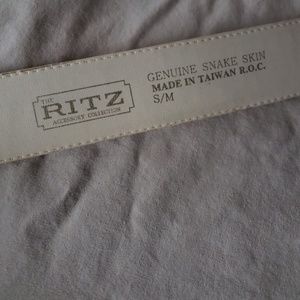 THE
RITZ
ACCESSORY COLLECTION
GENUINE SNAKE SKIN
MADE IN TAIWAN R.O.C.
S/M